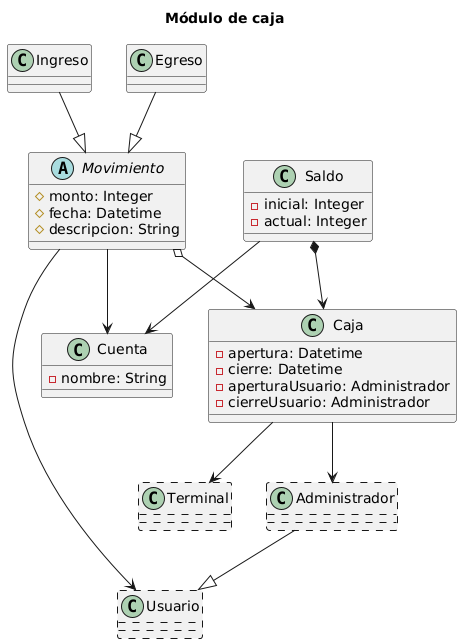 Módulo de caja
C Ingreso
C Egreso
A Movimiento
monto: Integer
fecha: Datetime
descripcion: String
C Saldo
inicial: Integer
actual: Integer
C Cuenta
nombre: String
C Caja
apertura: Datetime
cierre: Datetime
aperturaUsuario: Administrador
cierreUsuario: Administrador
C Terminal
C Administrador
C Usuario